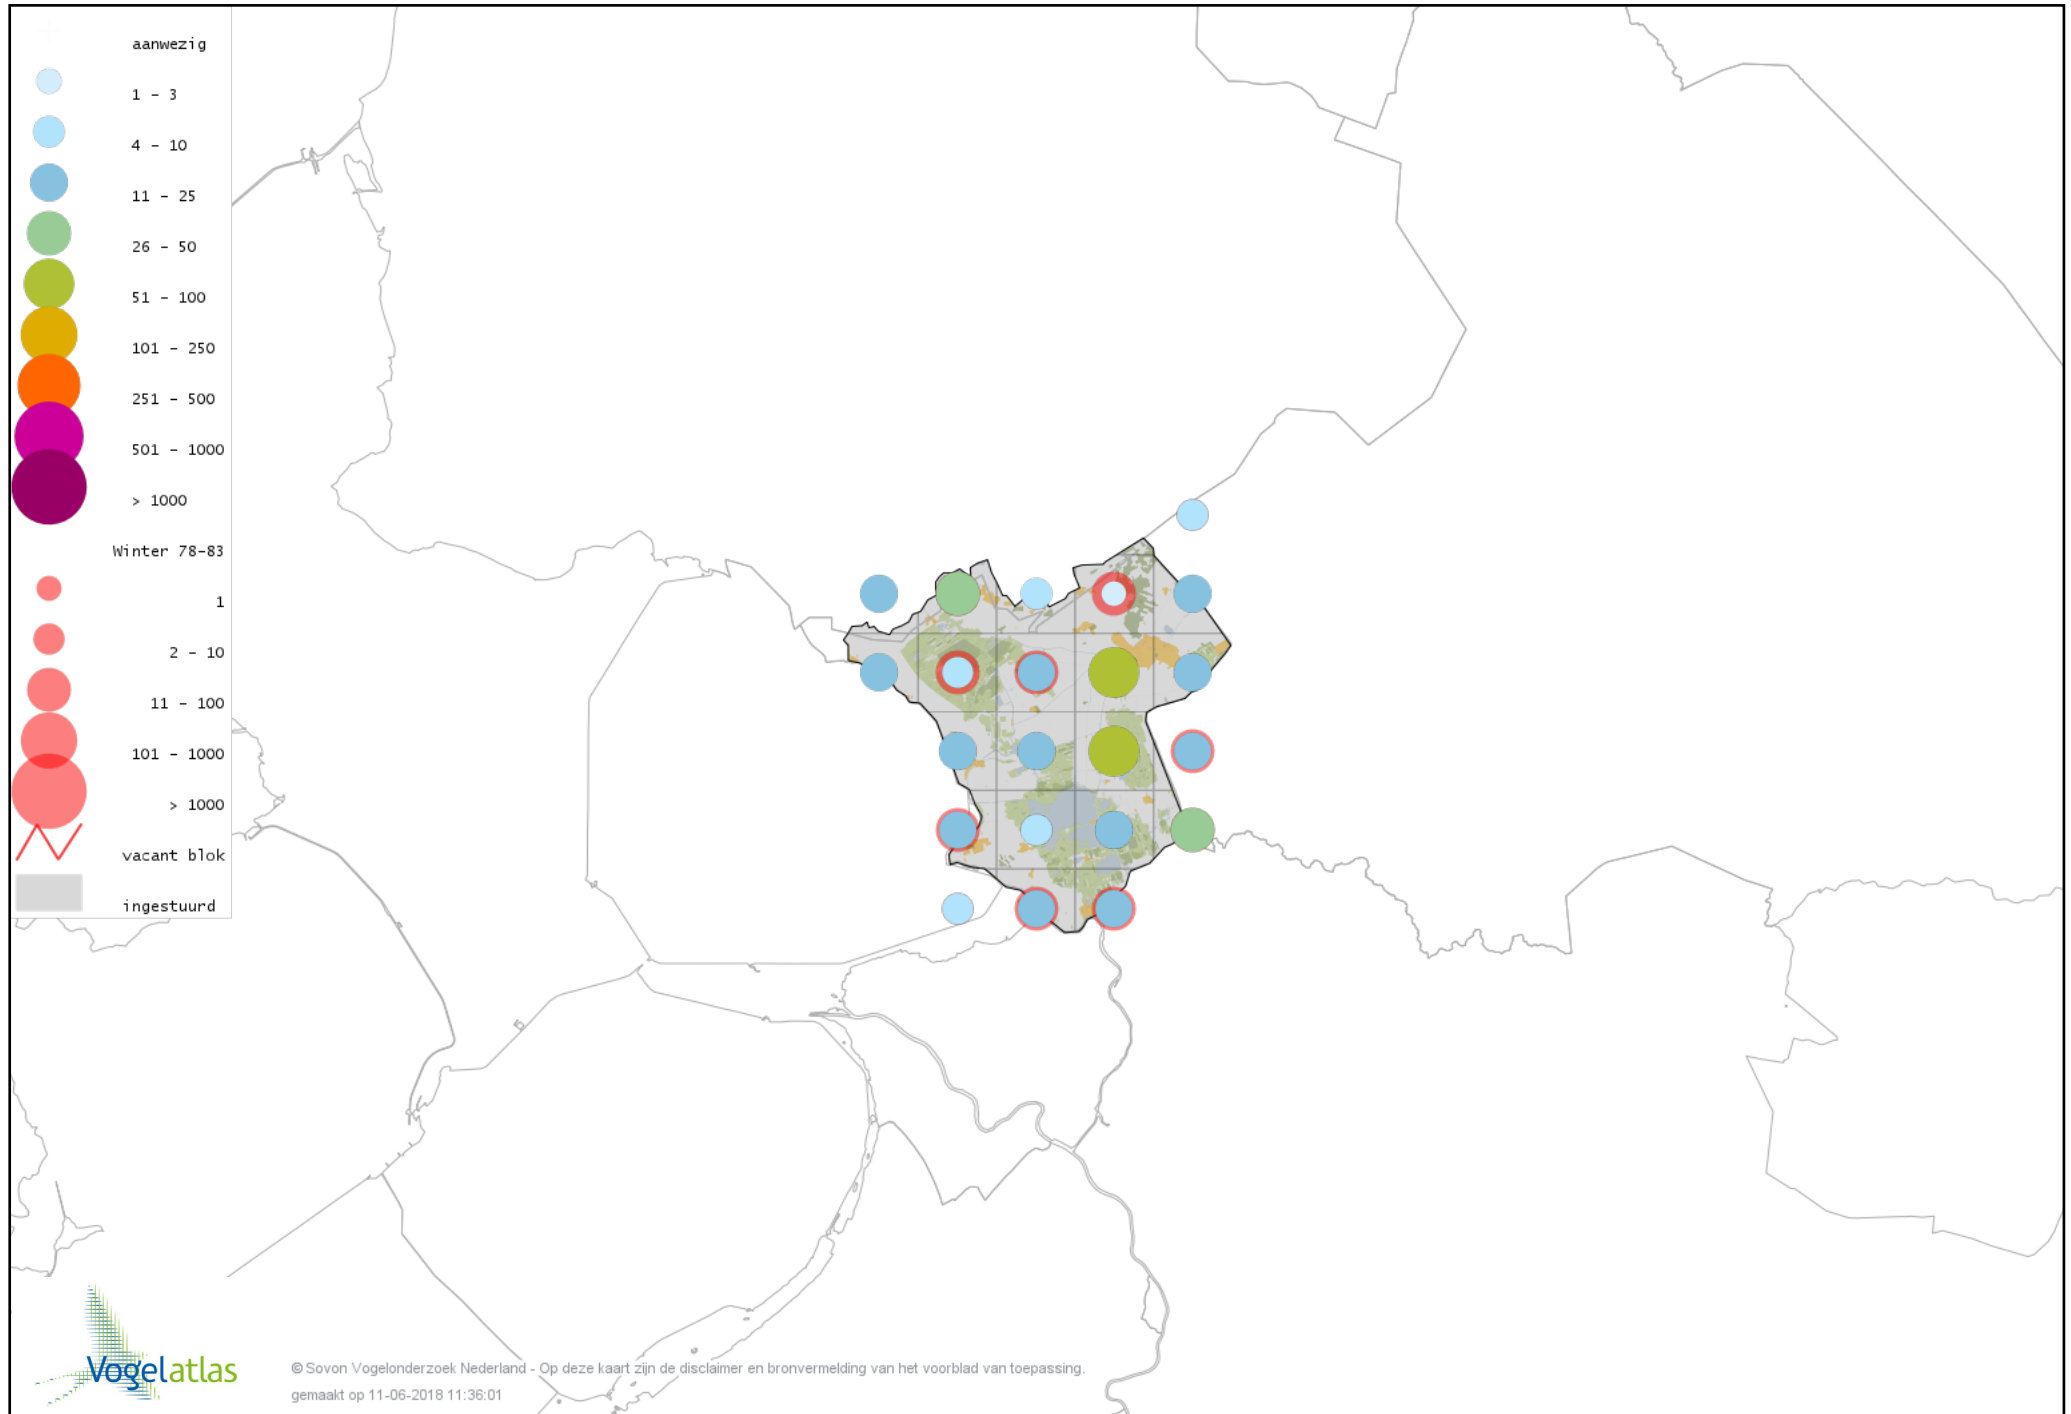 aanwezig
1 - 3
4 - 10
11 - 25
26 - 50
51 - 100
101 - 250
251 - 500
501 - 1000
> 1000
Winter 78-83
1
2 - 10
11 - 100
101 - 1000
> 1000
vacant blok
ingestuurd
Vogelatlas
© Sovon Vogelonderzoek Nederland - Op deze kaart zijn de disclaimer en bronvermelding van het voorblad van toepassing.
gemaakt op 11-06-2018 11:36:01